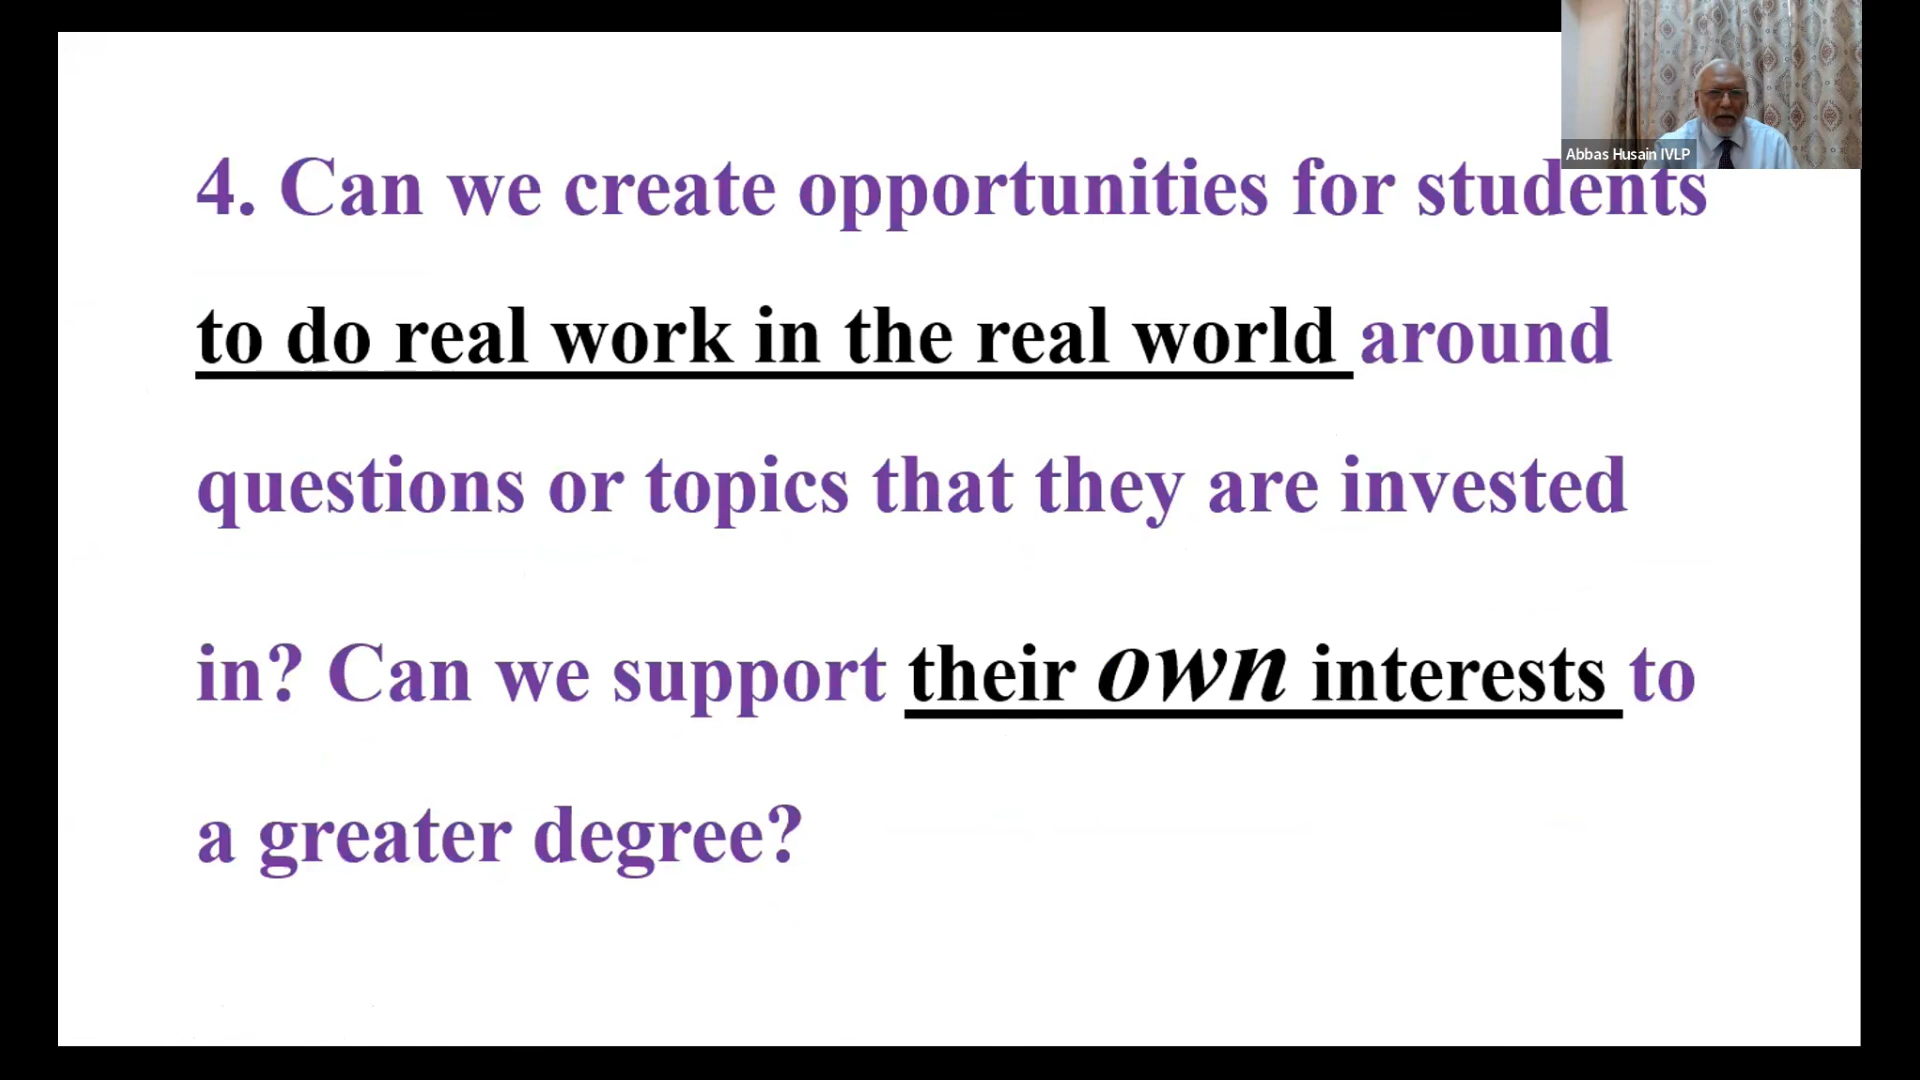 Abbas Husain IVLP
4. Can we create opportunities for students
to do real work in the real world around
questions or topics that they are invested
in? Can we support their own interests to
a greater degree?